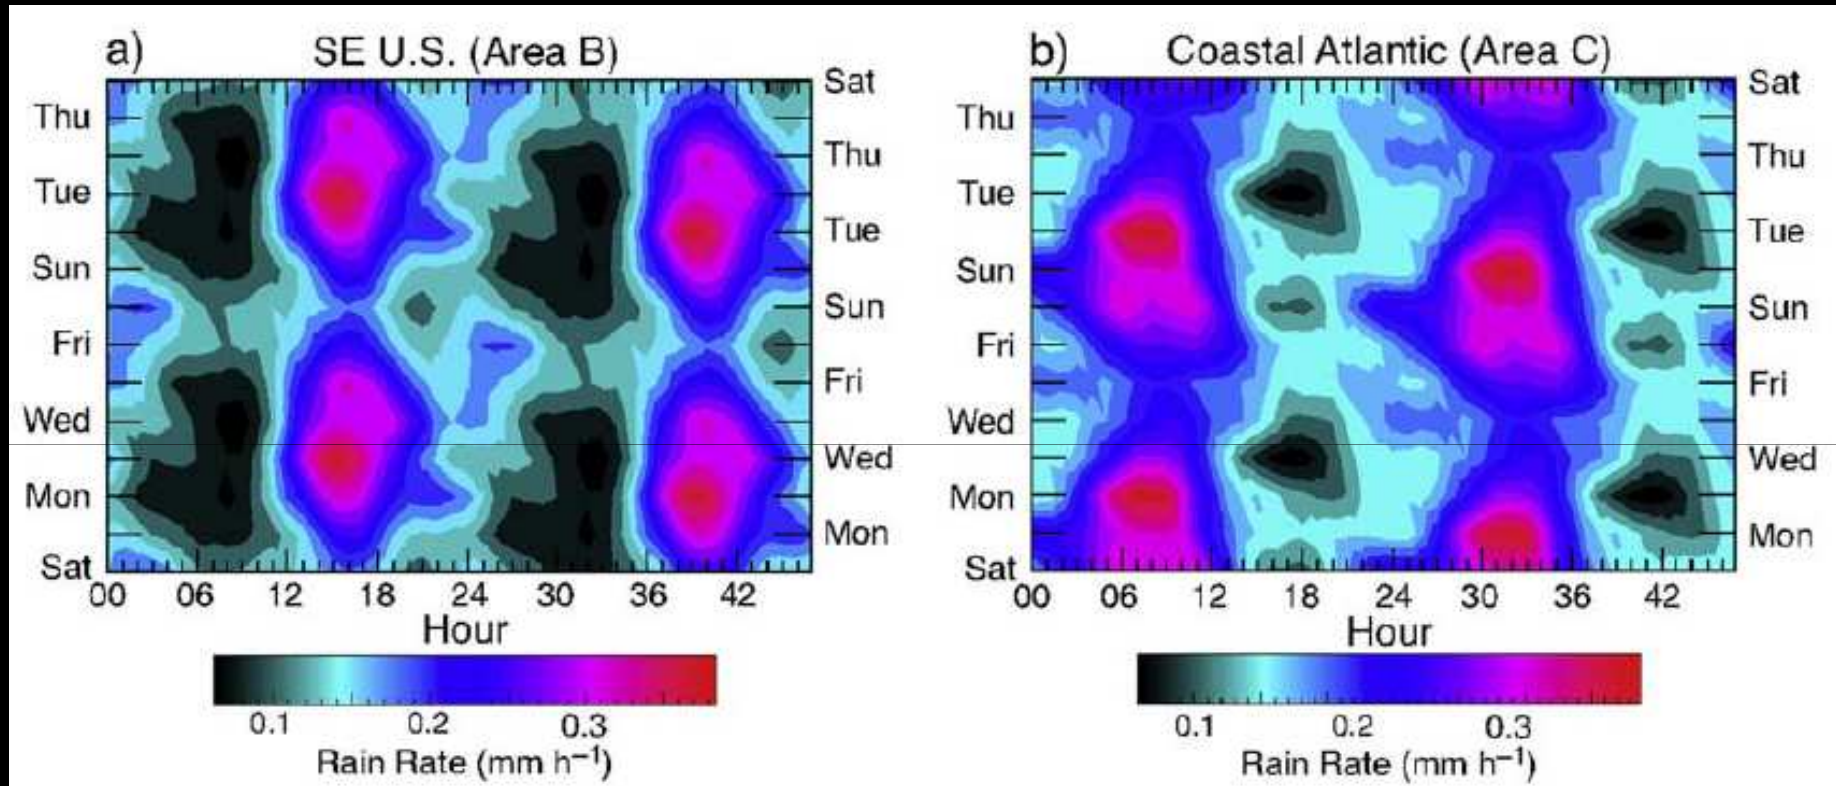 a) SE U.S. (Area B)
Thu
Tue
Sun
Fri
Wed
Mon
Sat
Sat
Thu
Tue
Sun
Fri
Wed
Mon
00 06 12 18 24 30 36 42
Hour
0.1 0.2 0.3
Rain Rate (mm h⁻¹)
b) Coastal Atlantic (Area C)
Thu
Tue
Sun
Fri
Wed
Mon
Sat
Sat
Thu
Tue
Sun
Fri
Wed
Mon
00 06 12 18 24 30 36 42
Hour
0.1 0.2 0.3
Rain Rate (mm h⁻¹)